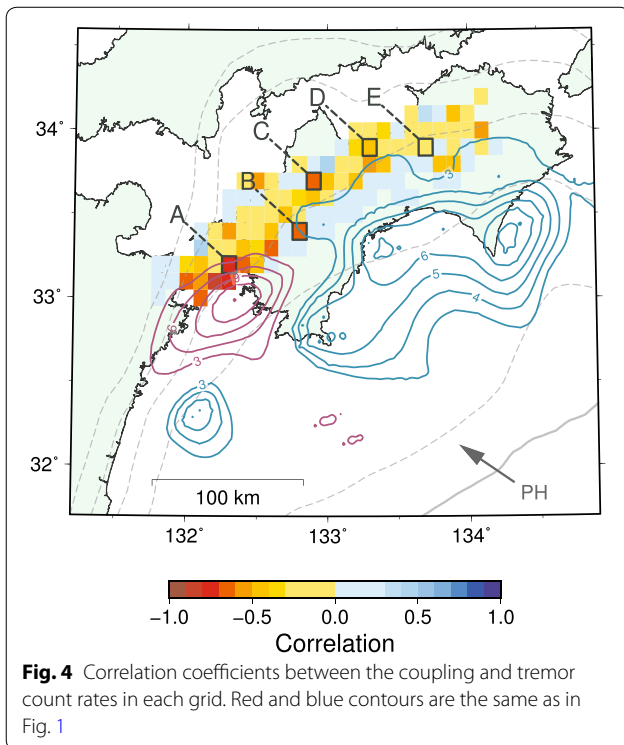 34˚
33˚
32˚
A
B
C
D
E
3
6
5
4
3
6
3
3
100 km
PH
132˚ 133˚ 134˚
−1.0 −0.5 0.0 0.5 1.0
Correlation
Fig. 4 Correlation coefficients between the coupling and tremor
count rates in each grid. Red and blue contours are the same as in
Fig. 1